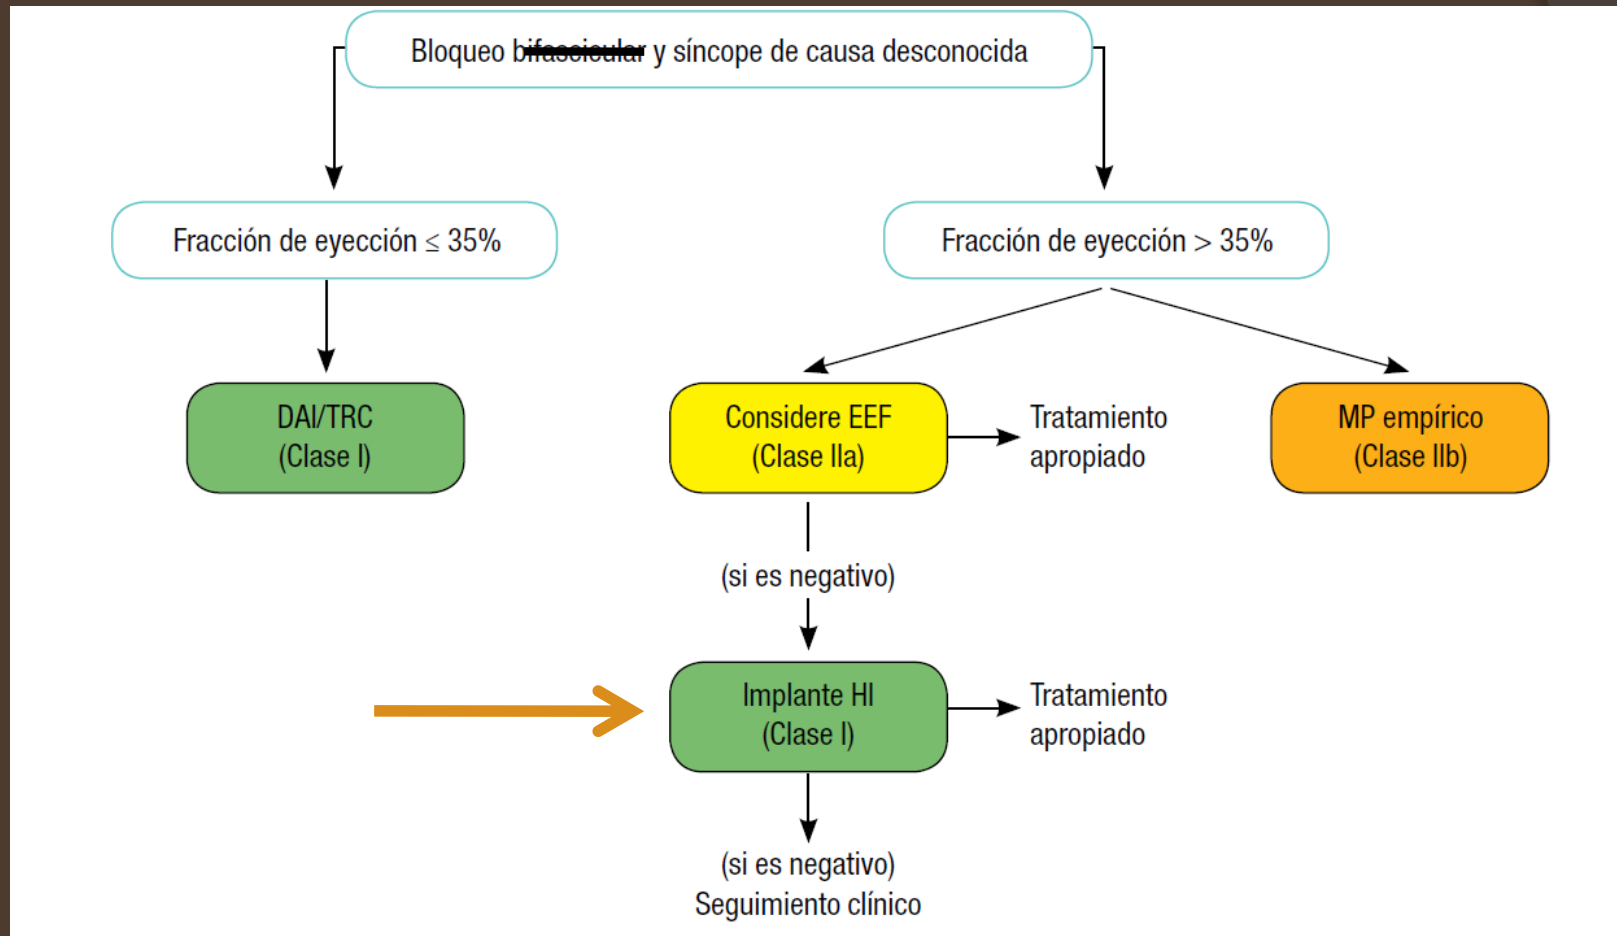 Bloqueo bifascicular y síncope de causa desconocida
Fracción de eyección ≤ 35%
Fracción de eyección > 35%
DAI/TRC
(Clase I)
Considere EEF
(Clase IIa)
Tratamiento
apropiado
MP empírico
(Clase IIb)
(si es negativo)
Implante HI
(Clase I)
Tratamiento
apropiado
(si es negativo)
Seguimiento clínico